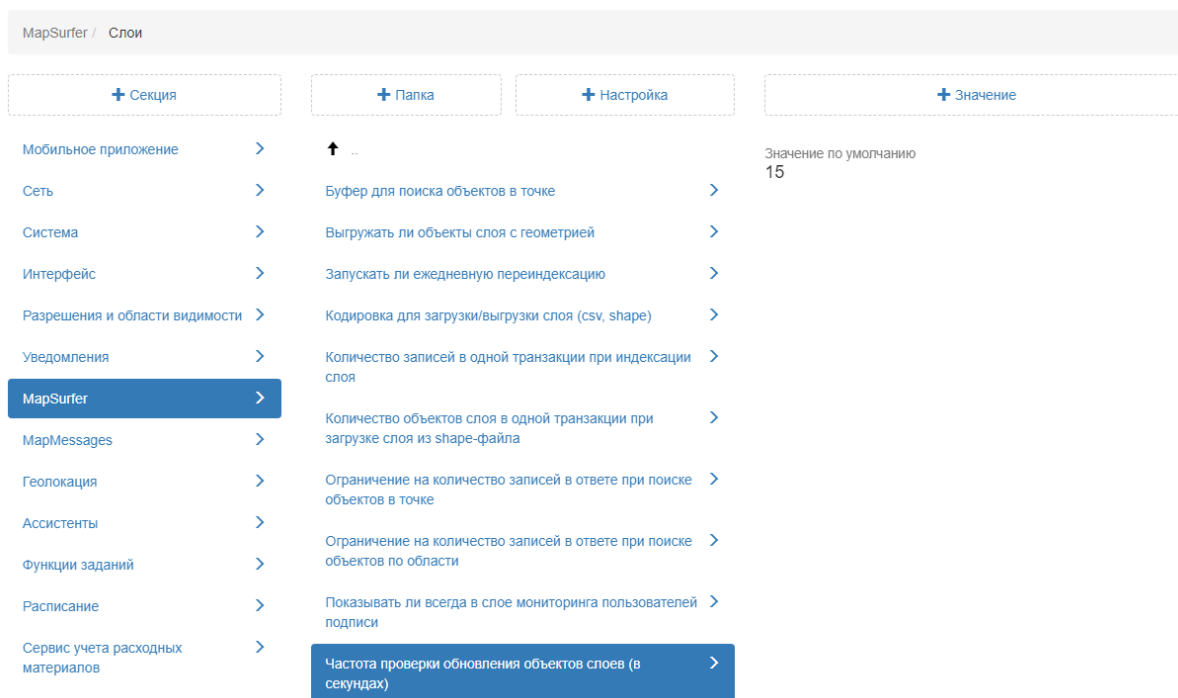 MapSurfer / Слои
+ Секция
Мобильное приложение
Сеть
Система
Интерфейс
Разрешения и области видимости
Уведомления
MapSurfer
MapMessages
Геолокация
Ассистенты
Функции заданий
Расписание
Сервис учета расходных
материалов
+ Папка
+ Настройка
..
Буфер для поиска объектов в точке
Выгружать ли объекты слоя с геометрией
Запускать ли ежедневную переиндексацию
Кодировка для загрузки/выгрузки слоя (csv, shape)
Количество записей в одной транзакции при индексации
слоя
Количество объектов слоя в одной транзакции при
загрузке слоя из shape-файла
Ограничение на количество записей в ответе при поиске
объектов в точке
Ограничение на количество записей в ответе при поиске
объектов по области
Показывать ли всегда в слое мониторинга пользователей
подписи
Частота проверки обновления объектов слоев (в
секундах)
+ Значение
Значение по умолчанию
15